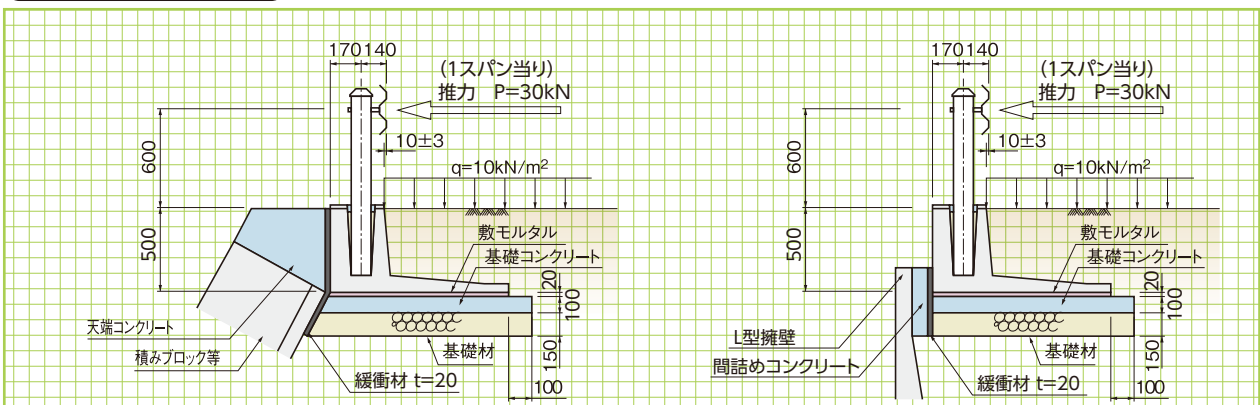 170140
(1スパン当り)
推力 P=30kN
10±3
q=10kN/m²
600
500
敷モルタル
基礎コンクリート
20
100
天端コンクリート
積みブロック等
基礎材
150
緩衝材 t=20
100
170140
(1スパン当り)
推力 P=30kN
10±3
q=10kN/m²
600
500
敷モルタル
基礎コンクリート
20
100
L型擁壁
間詰めコンクリート
基礎材
150
緩衝材 t=20
100